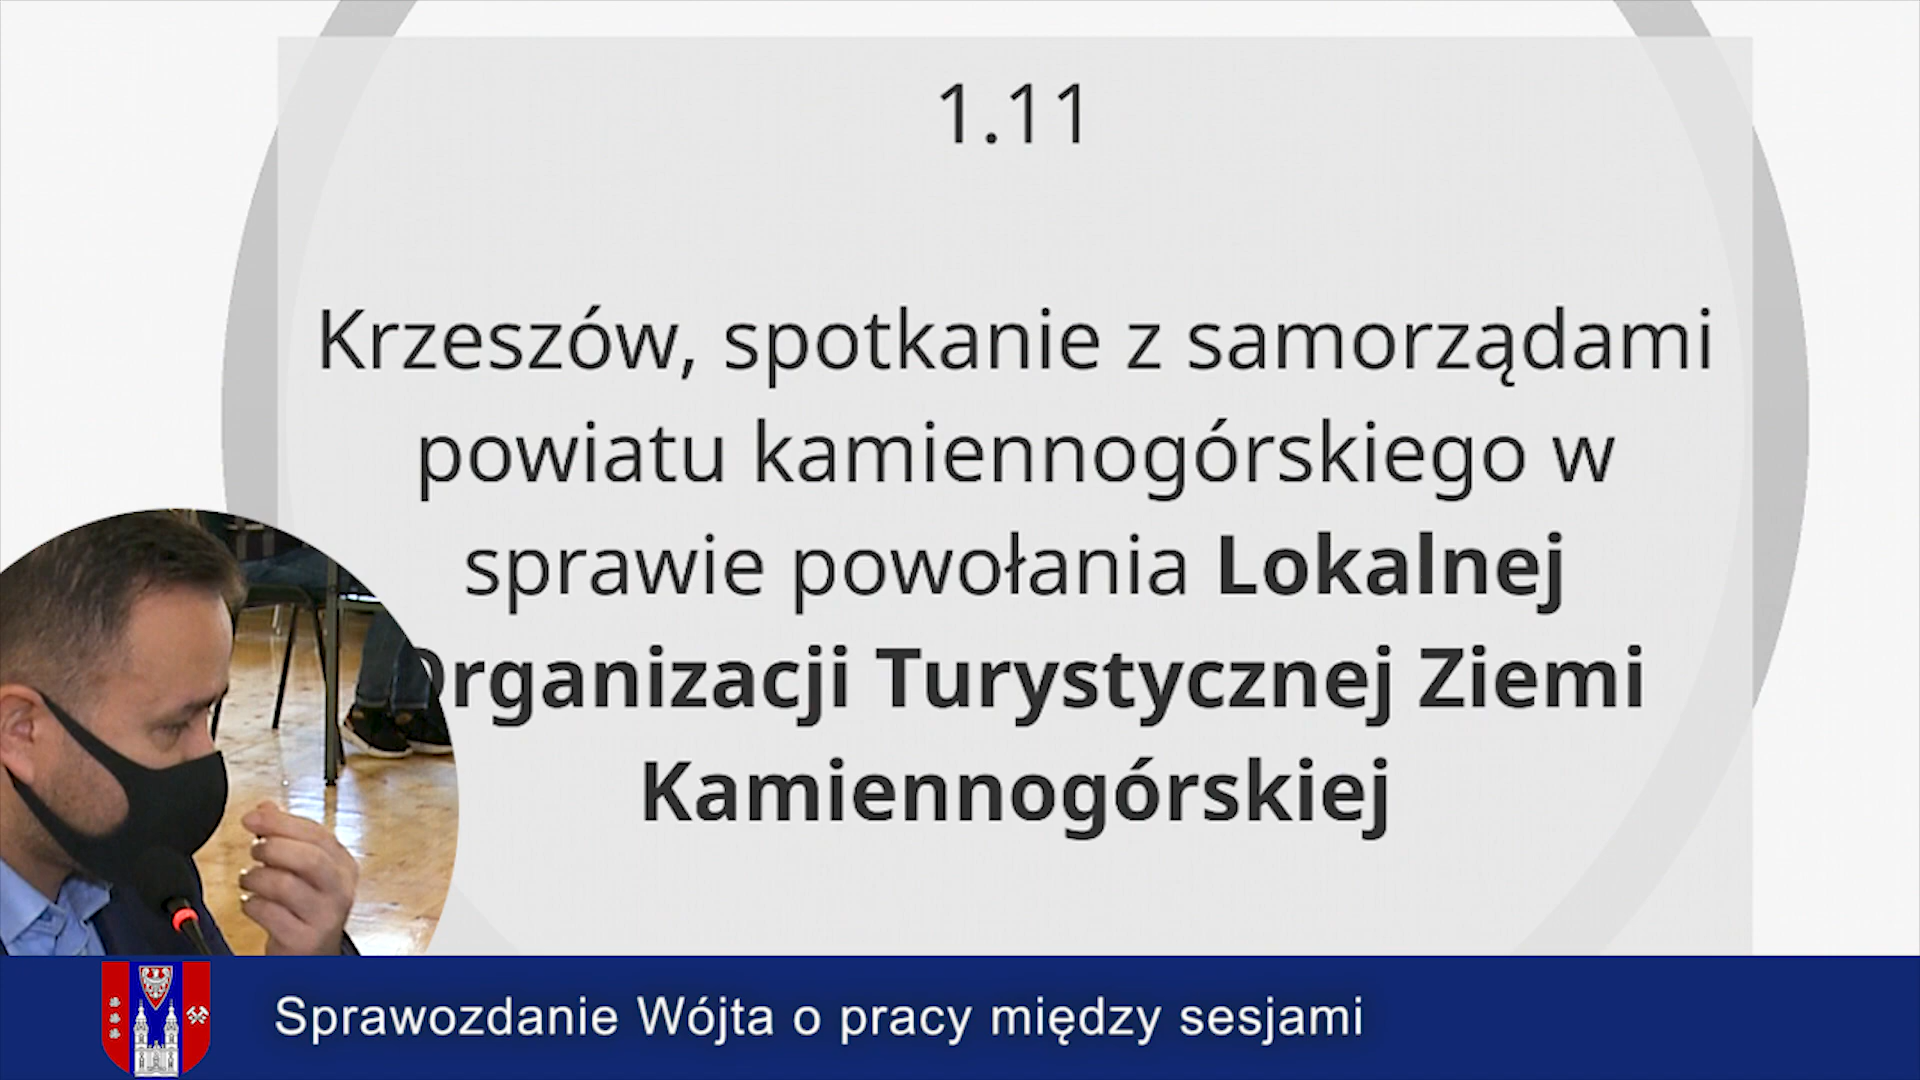 1.11
Krzeszów, spotkanie z samorządami
powiatu kamiennogórskiego w
sprawie powołania Lokalnej
Organizacji Turystycznej Ziemi
Kamiennogórskiej
Sprawozdanie Wójta o pracy między sesjami